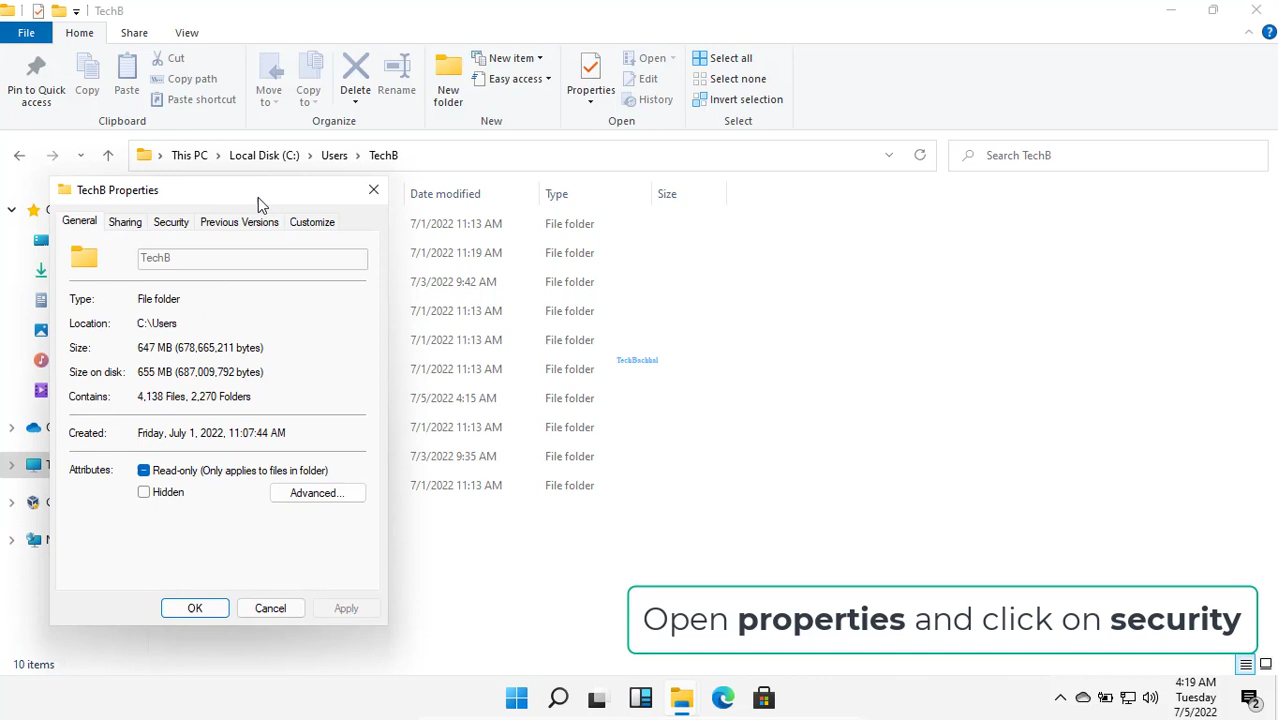 TechB
File Home Share View
Pin to Quick access
Copy
Paste
Cut
Copy path
Paste shortcut
Clipboard
Move to
Copy to
Delete
Rename
Organize
New folder
New item
Easy access
New
Properties
Open
Edit
History
Open
Select all
Select none
Invert selection
Select
This PC > Local Disk (C:) > Users > TechB
Search TechB
TechB Properties
General Sharing Security Previous Versions Customize
TechB
Type: File folder
Location: C:\Users
Size: 647 MB (678,665,211 bytes)
Size on disk: 655 MB (687,009,792 bytes)
Contains: 4,138 Files, 2,270 Folders
Created: Friday, July 1, 2022, 11:07:44 AM
Attributes: Read-only (Only applies to files in folder)
Hidden
Advanced...
OK Cancel Apply
Date modified Type Size
7/1/2022 11:13 AM File folder
7/1/2022 11:19 AM File folder
7/3/2022 9:42 AM File folder
7/1/2022 11:13 AM File folder
7/1/2022 11:13 AM File folder
7/1/2022 11:13 AM File folder
7/5/2022 4:15 AM File folder
7/1/2022 11:13 AM File folder
7/3/2022 9:35 AM File folder
7/1/2022 11:13 AM File folder
TechBachhal
Open properties and click on security
10 items
4:19 AM
Tuesday
7/5/2022
2